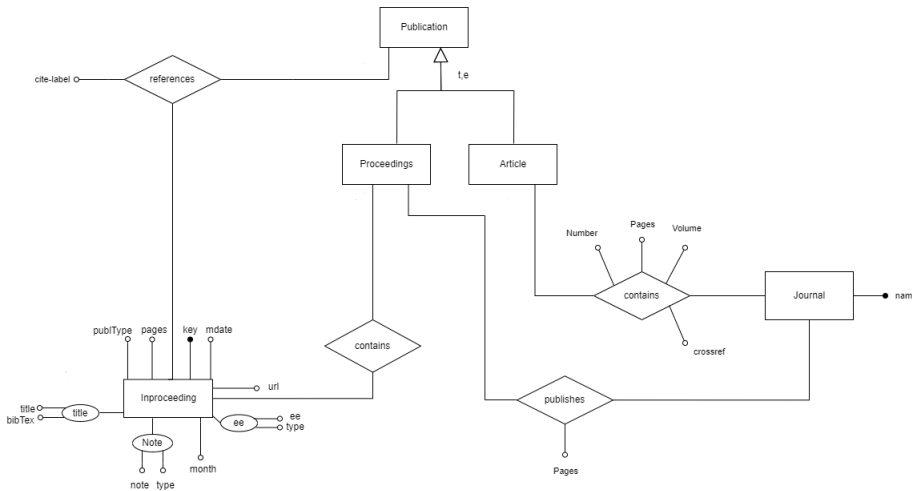 Publication
cite-label
references
t,e
Proceedings
Article
Number
Pages
Volume
contains
Journal
nam
crossref
publType
pages
key
mdate
contains
url
Inproceeding
title
bibTex
title
ee
ee
type
publishes
Note
month
note
type
Pages